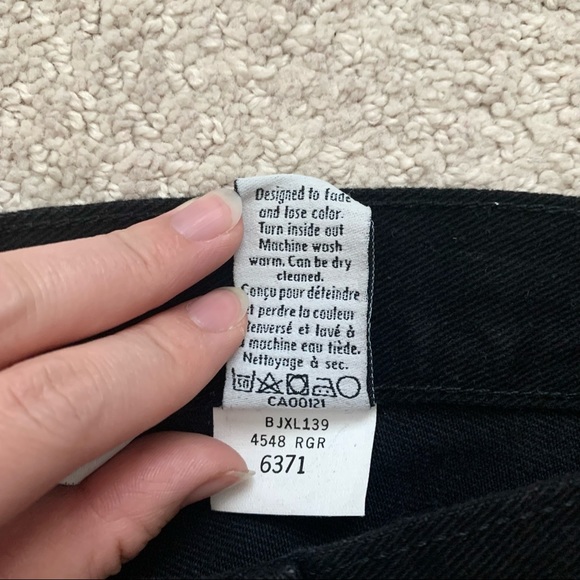 Designed to fade
and lose color.
Turn inside out
Machine wash
warm. Can be dry
cleaned.
Conçu pour déteindre
et perdre la couleur
Renversé et lavé à
a machine eau tiède.
Nettoyage à sec.
50
CA00121
BJXL139
4548 RGR
6371